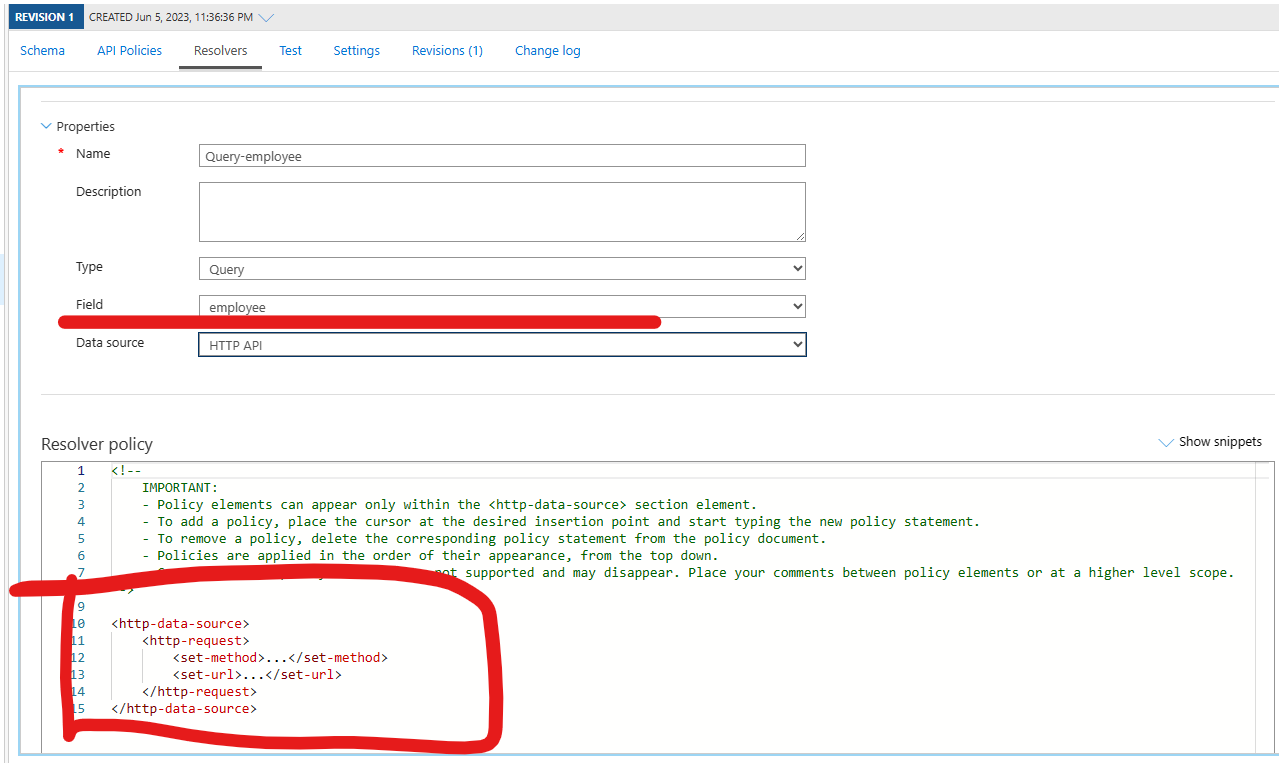 REVISION 1 CREATED Jun 5, 2023, 11:36:36 PM
Schema API Policies Resolvers Test Settings Revisions (1) Change log
Properties
* Name Query-employee
Description
Type Query
Field employee
Data source HTTP API
Resolver policy Show snippets
1 <!--
2 IMPORTANT:
3 - Policy elements can appear only within the <http-data-source> section element.
4 - To add a policy, place the cursor at the desired insertion point and start typing the new policy statement.
5 - To remove a policy, delete the corresponding policy statement from the policy document.
6 - Policies are applied in the order of their appearance, from the top down.
7 not supported and may disappear. Place your comments between policy elements or at a higher level scope.
9
10 <http-data-source>
11 <http-request>
12 <set-method>...</set-method>
13 <set-url>...</set-url>
14 </http-request>
15 </http-data-source>